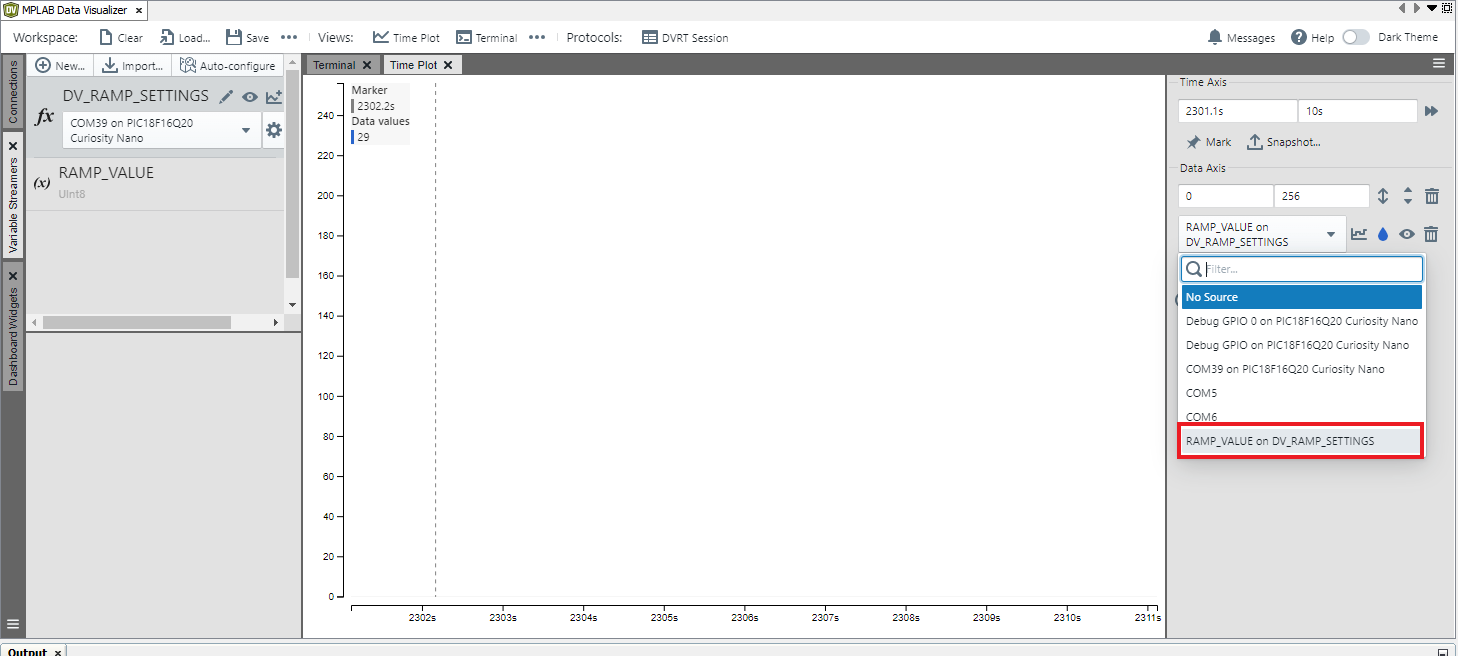 DV MPLAB Data Visualizer ×
Workspace: Clear Load... Save ••• Views: Time Plot Terminal ••• Protocols: DVRT Session Messages Help Dark Theme
Connections
Variable Streamers
Dashboard Widgets
New... Import... Auto-configure
fx DV_RAMP_SETTINGS
COM39 on PIC18F16Q20
Curiosity Nano
(x) RAMP_VALUE
UInt8
Terminal Time Plot
Marker
2302.2s
Data values
29
240
220
200
180
160
140
120
100
80
60
40
20
0
2302s 2303s 2304s 2305s 2306s 2307s 2308s 2309s 2310s 2311s
Time Axis
2301.1s 10s
Mark Snapshot...
Data Axis
0 256
RAMP_VALUE on
DV_RAMP_SETTINGS
Filter...
No Source
Debug GPIO 0 on PIC18F16Q20 Curiosity Nano
Debug GPIO on PIC18F16Q20 Curiosity Nano
COM39 on PIC18F16Q20 Curiosity Nano
COM5
COM6
RAMP_VALUE on DV_RAMP_SETTINGS
Output ×